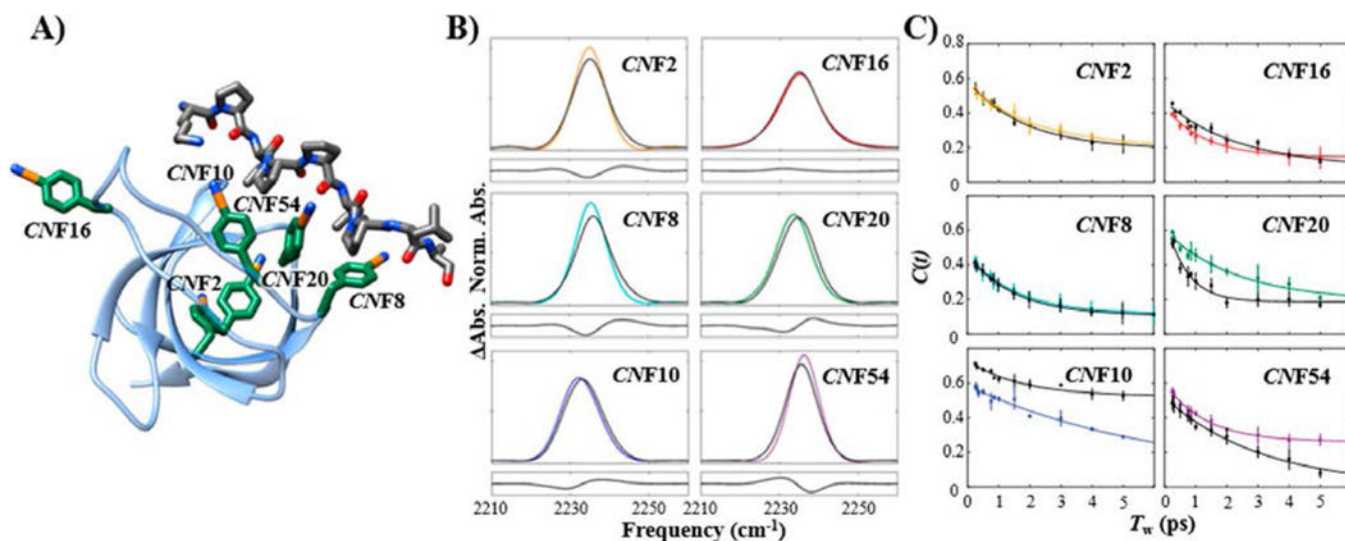 A)
CNF10
CNF54
CNF16
CNF2
CNF20
CNF8
B)
Norm. Abs.
ΔAbs.
CNF2
CNF16
CNF8
CNF20
CNF10
CNF54
2210
2230
2250
2210
2230
2250
Frequency (cm-1)
C)
C(t)
0.8
0.6
0.4
0.2
0
CNF2
CNF16
0.6
0.4
0.2
0
CNF8
CNF20
0.6
0.4
0.2
0
CNF10
CNF54
0 1 2 3 4 5
0 1 2 3 4 5
Tw (ps)